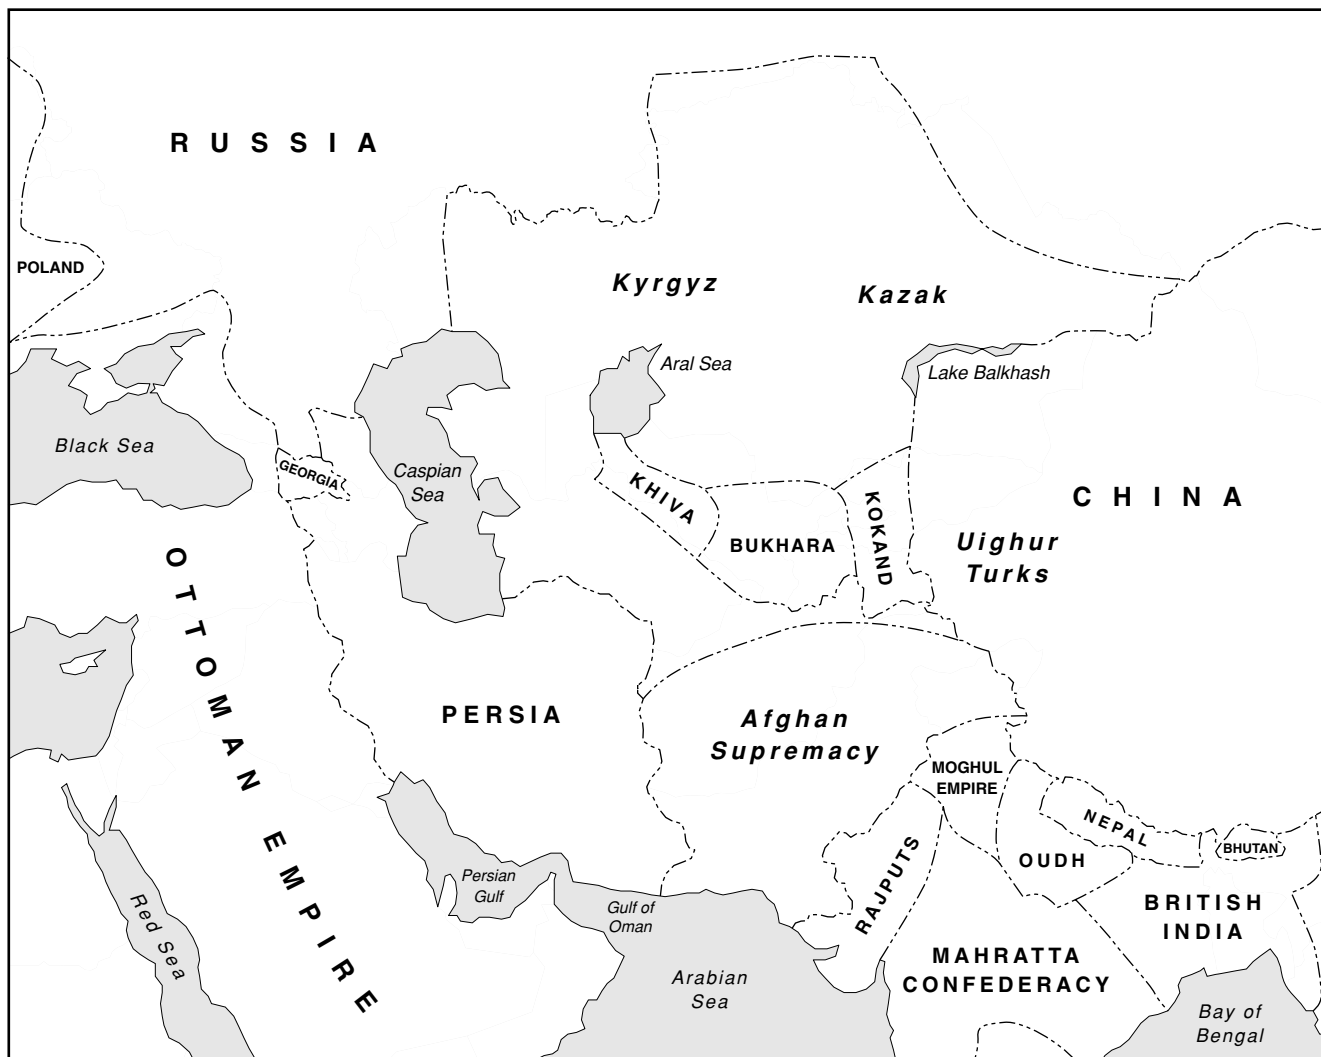 RUSSIA
POLAND
Kyrgyz
Kazak
Aral Sea
Lake Balkhash
Black Sea
GEORGIA
Caspian
Sea
KHIVA
BUKHARA
KOKAND
CHINA
Uighur
Turks
OTTOMAN EMPIRE
PERSIA
Afghan
Supremacy
MOGHUL
EMPIRE
NEPAL
BHUTAN
OUDH
RAJPUTS
Persian
Gulf
Gulf of
Oman
Red Sea
BRITISH
INDIA
MAHRATTA
CONFEDERACY
Arabian
Sea
Bay of
Bengal